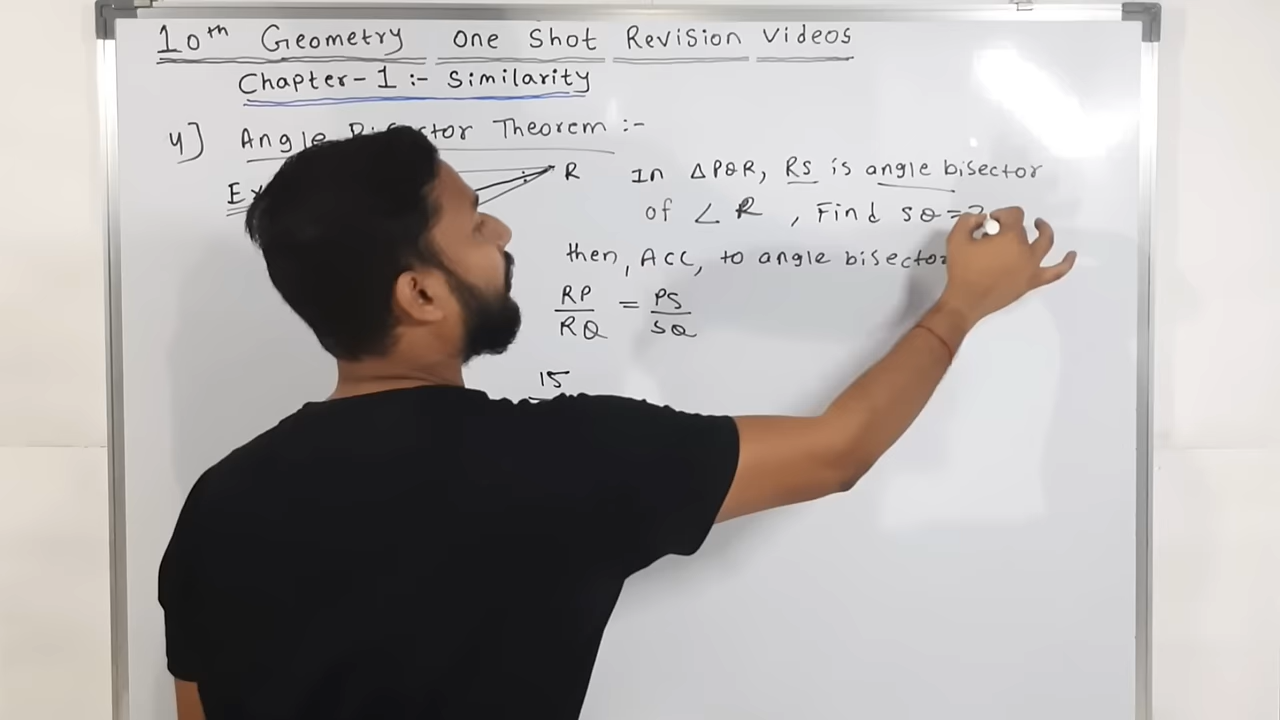 10th Geometry one Shot Revision Videos
Chapter-1 :- Similarity
4] Angle Theorem :-
R
In ΔPQR, RS is angle bisector
of ∠R, Find SQ=?
then, ACC, to angle bisector
RP/RQ = PS/SQ
15